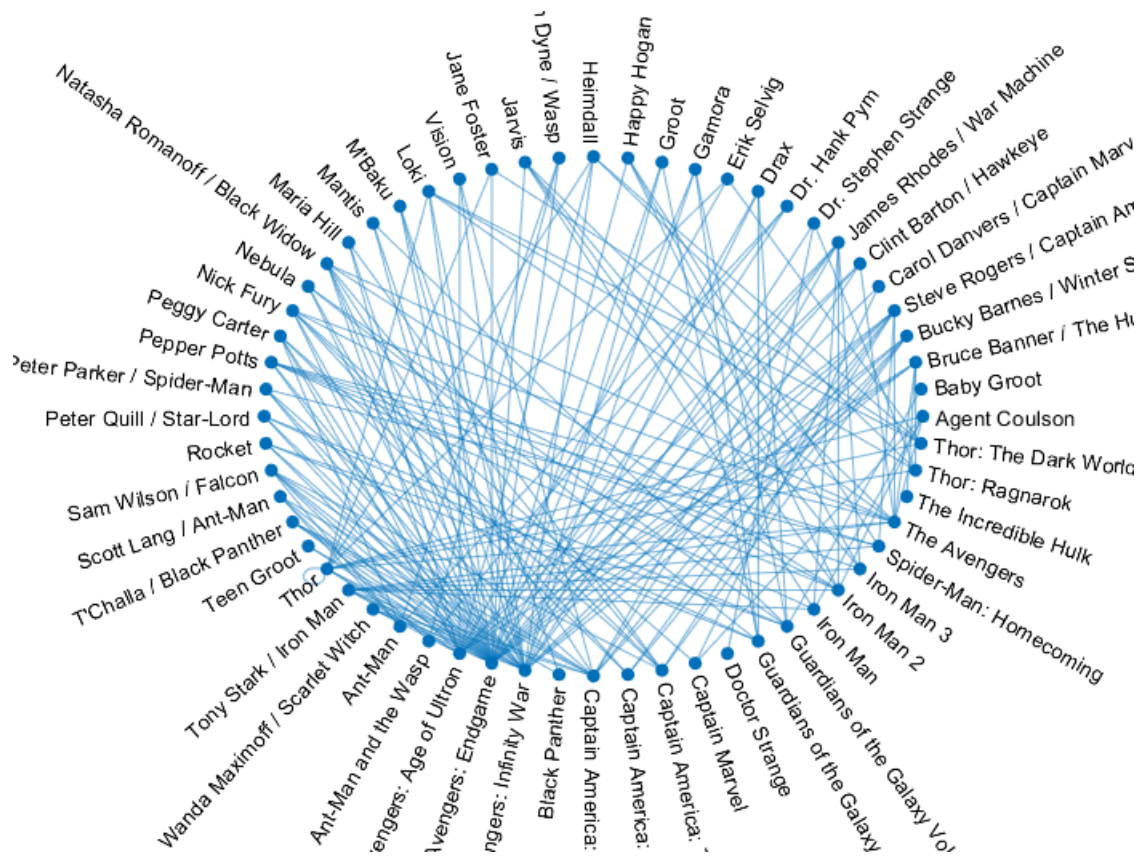 Dyne / Wasp
Heimdall
Happy Hogan
Groot
Gamora
Erik Selvig
Drax
Dr. Hank Pym
Dr. Stephen Strange
James Rhodes / War Machine
Clint Barton / Hawkeye
Carol Danvers / Captain Marv
Steve Rogers / Captain Am
Bucky Barnes / Winter S
Bruce Banner / The Hu
Baby Groot
Agent Coulson
Thor: The Dark World
Thor: Ragnarok
The Incredible Hulk
The Avengers
Spider-Man: Homecoming
Iron Man 3
Iron Man 2
Iron Man
Guardians of the Galaxy Vol
Guardians of the Galaxy
Doctor Strange
Captain Marvel
Captain America:
Captain America:
Captain America:
Black Panther
ngers: Infinity War
Avengers: Endgame
engers: Age of Ultron
Ant-Man and the Wasp
Ant-Man
Wanda Maximoff / Scarlet Witch
Tony Stark / Iron Man
Thor
Teen Groot
T'Challa / Black Panther
Scott Lang / Ant-Man
Sam Wilson / Falcon
Rocket
Peter Quill / Star-Lord
Peter Parker / Spider-Man
Pepper Potts
Peggy Carter
Nick Fury
Nebula
Natasha Romanoff / Black Widow
Maria Hill
Mantis
M'Baku
Loki
Vision
Jane Foster
Jarvis